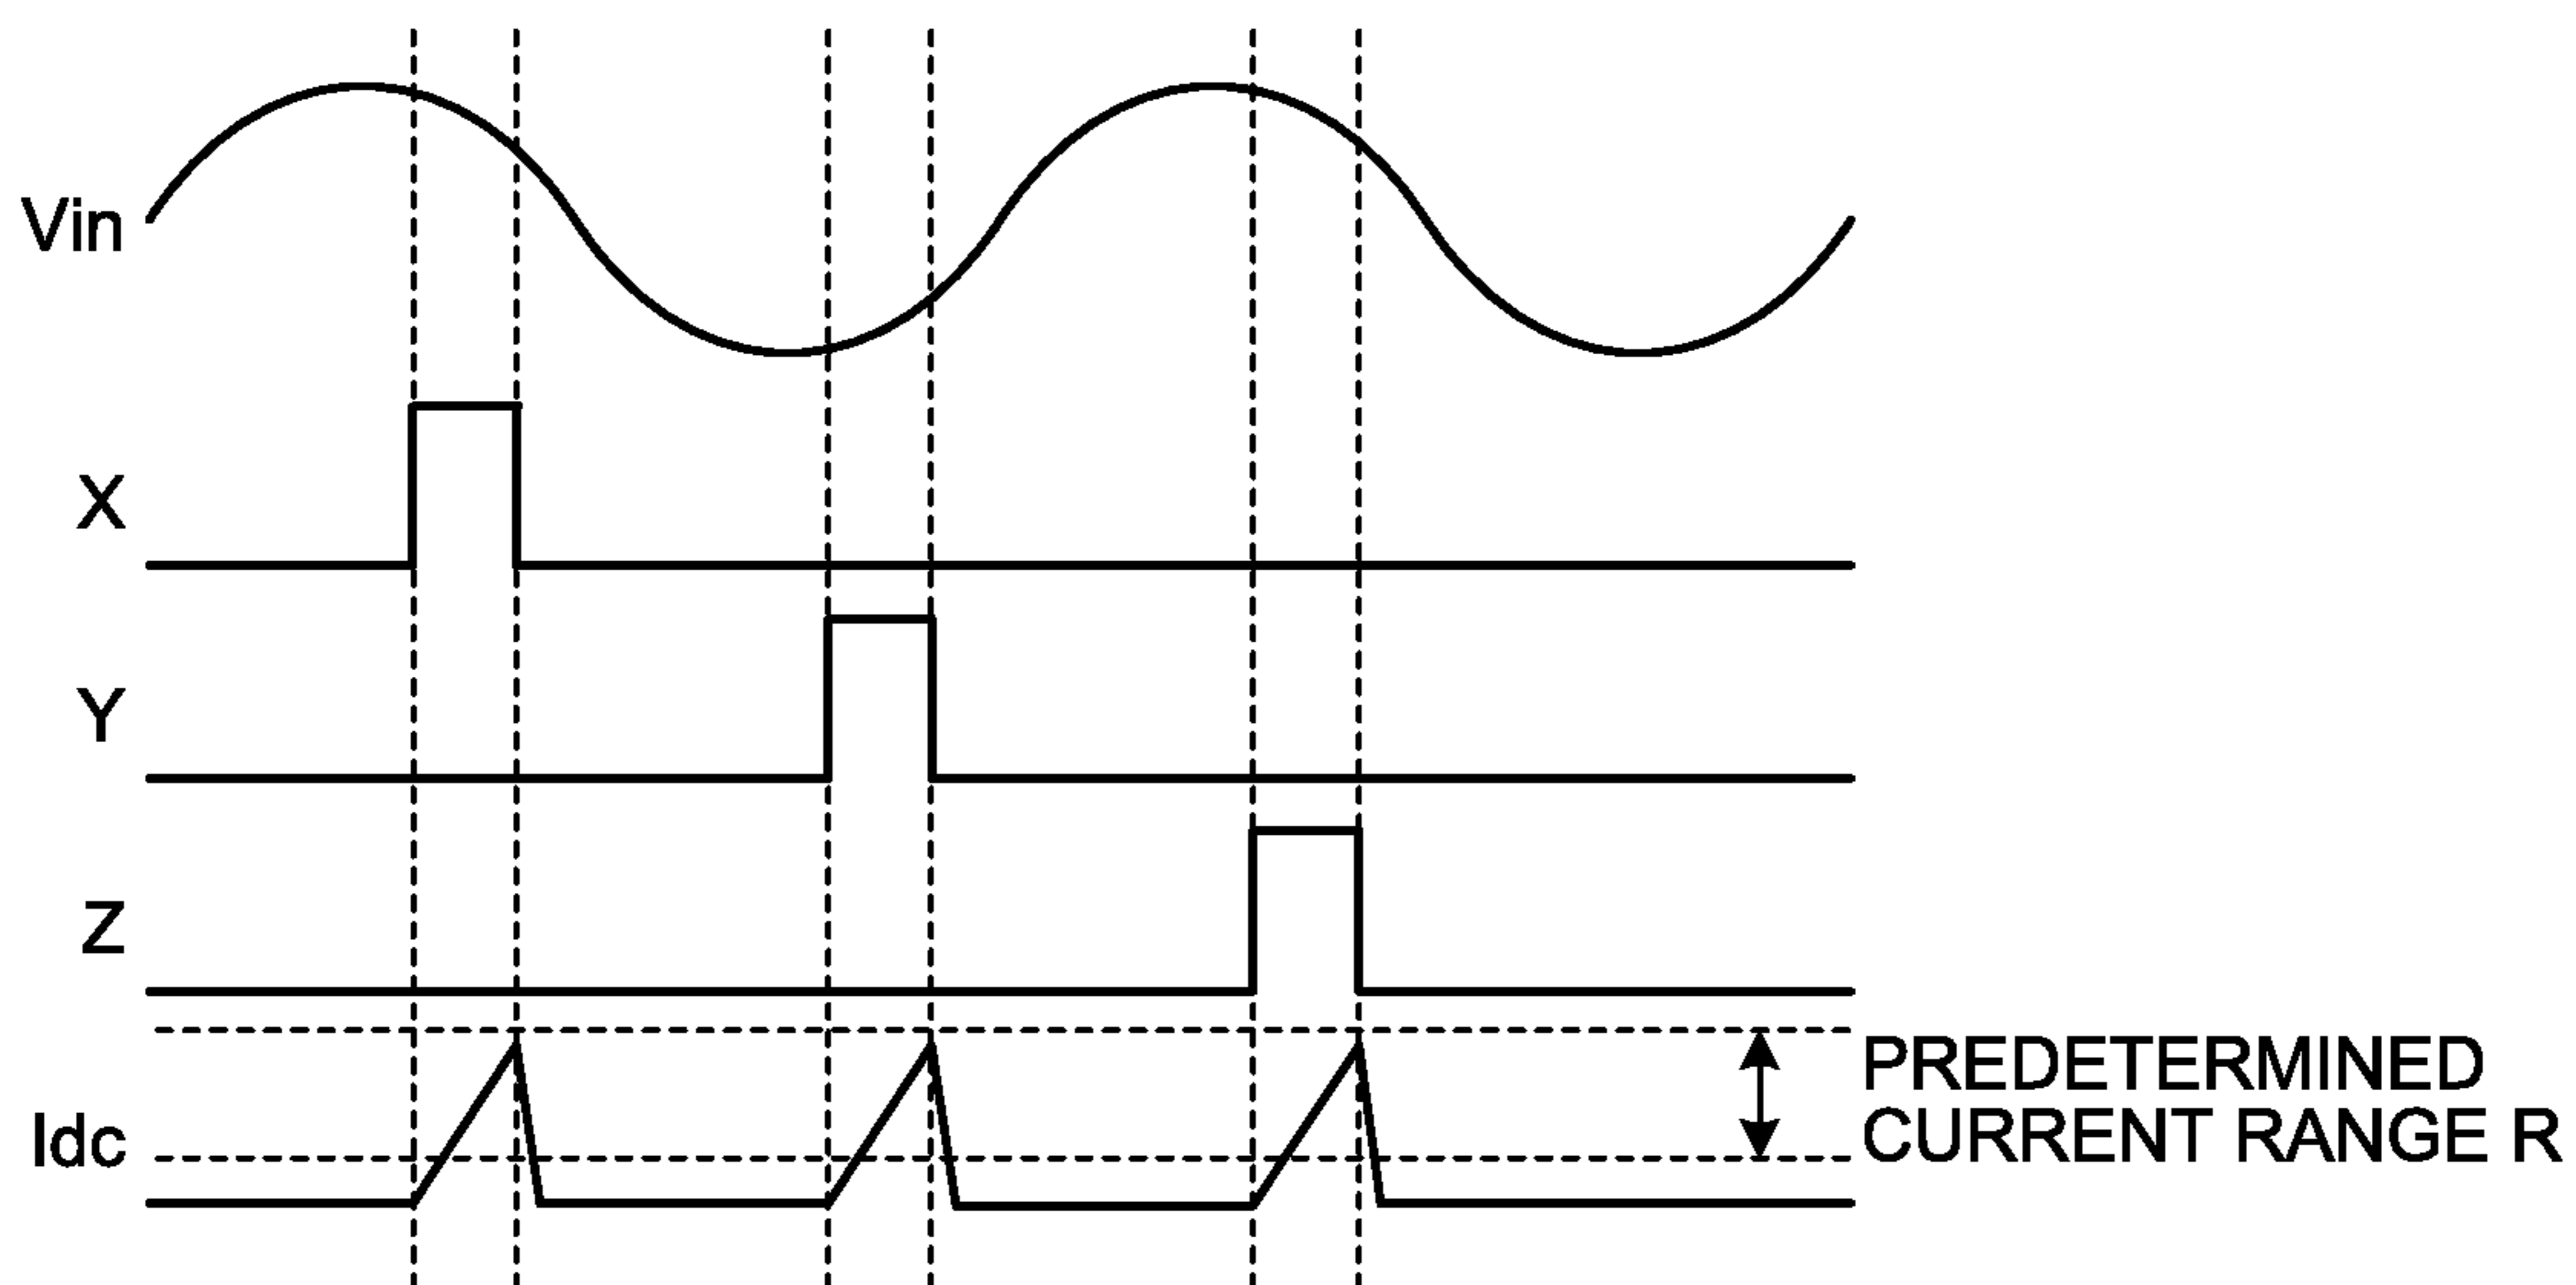 Vin
X
Y
Z
Idc
PREDETERMINED
CURRENT RANGE R